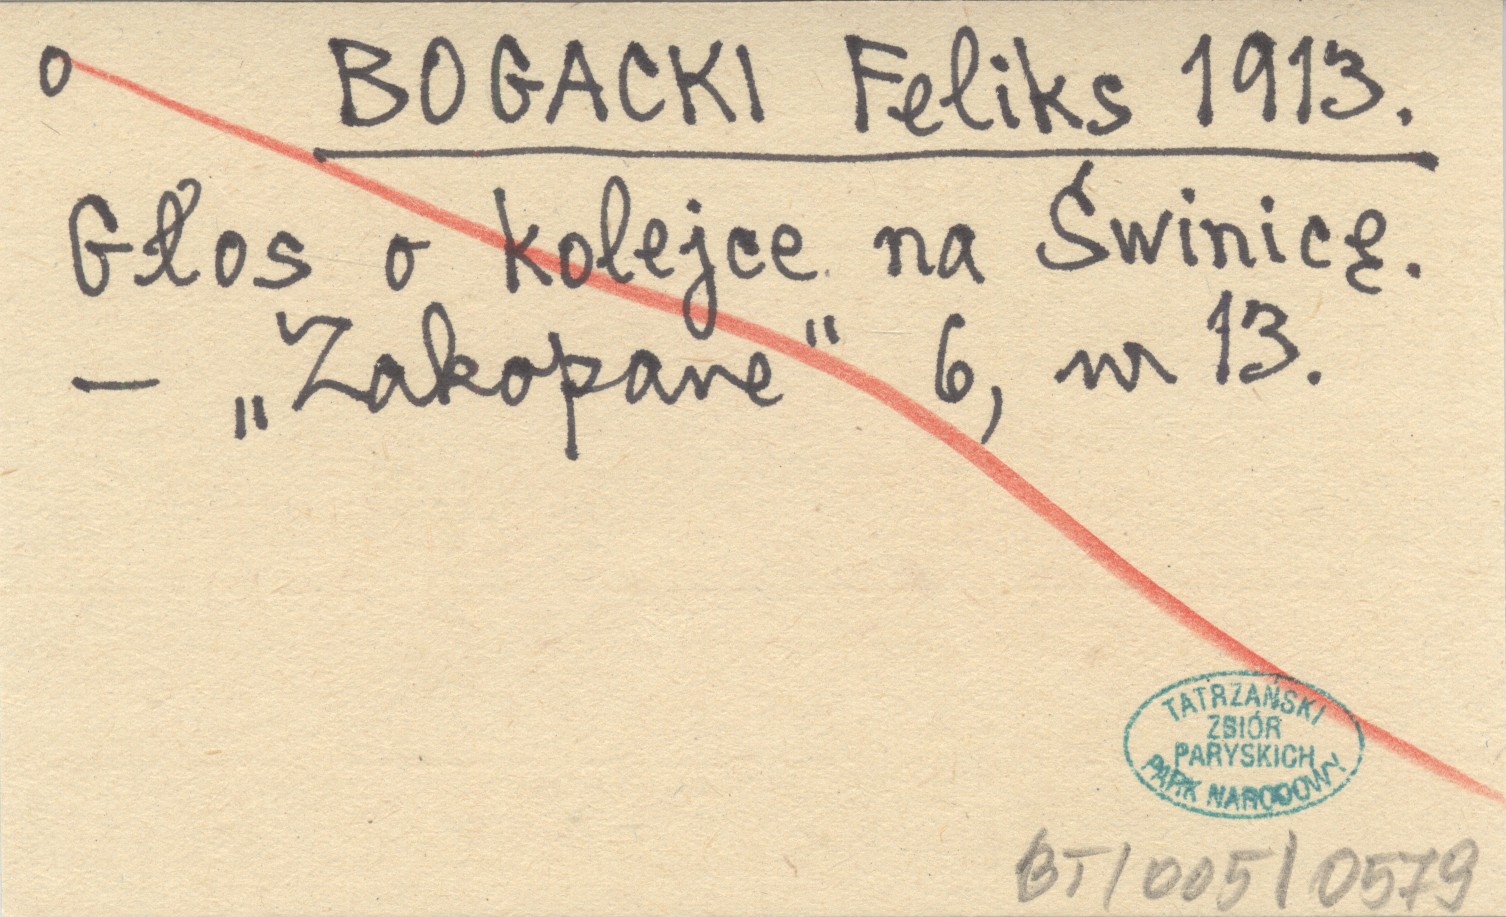 o BOGACKI Feliks 1913.
Głos o kolejce na Świnicę.
— „Zakopane" 6, nr 13.
TATRZAŃSKI
ZBIÓR
PARYSKICH
PARK NARODOWY
BT/005/0579